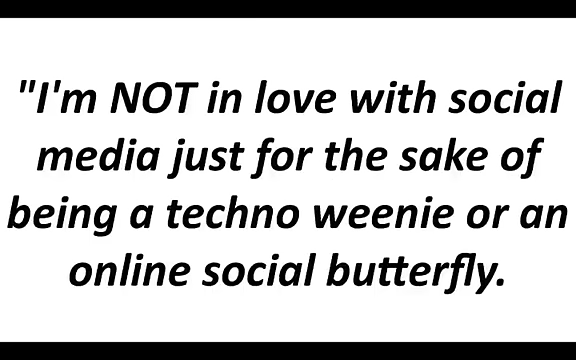 "I'm NOT in love with social
media just for the sake of
being a techno weenie or an
online social butterfly.